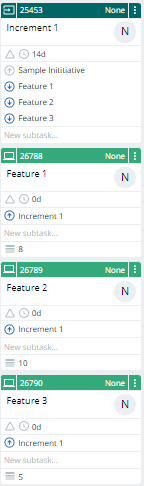 25453 None
Increment 1
N
14d
Sample Inititiative
Feature 1
Feature 2
Feature 3
New subtask...
26788 None
Feature 1
N
0d
Increment 1
New subtask...
8
26789 None
Feature 2
N
0d
Increment 1
New subtask...
10
26790 None
Feature 3
N
0d
Increment 1
New subtask...
5